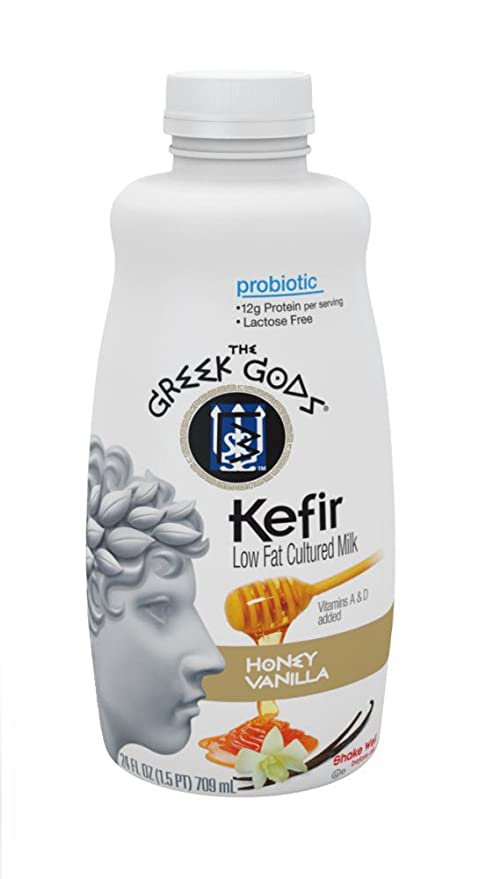 probiotic
•12g Protein per serving
• Lactose Free
THE
GREEK GODS®
TM
Kefir
Low Fat Cultured Milk
Vitamins A & D
added
HONEY
VANILLA
24 FL OZ (1.5 PT) 709 mL
Shake Well